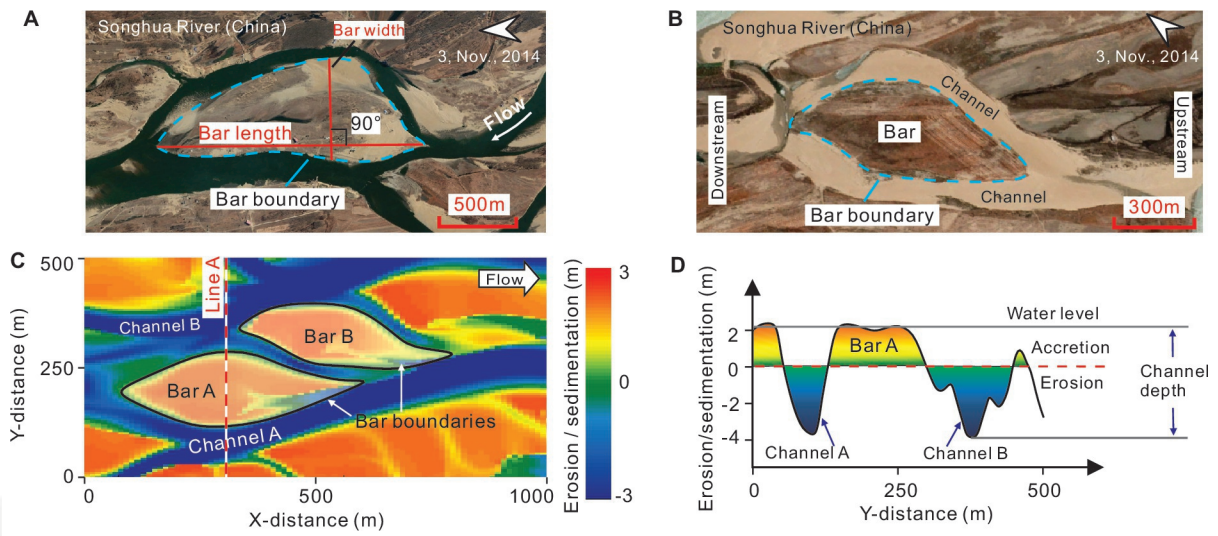 A
Songhua River (China)
Bar width
3, Nov., 2014
90°
Flow
Bar length
Bar boundary
500m
B
Songhua River (China)
3, Nov., 2014
Channel
Downstream
Bar
Upstream
Channel
Bar boundary
300m
C
500
250
0
Y-distance (m)
Line A
Flow
Channel B
Bar B
Bar A
Bar boundaries
Channel A
0
500
1000
X-distance (m)
Erosion / sedimentation (m)
3
0
-3
D
Erosion/sedimentation (m)
2
0
-2
-4
Water level
Bar A
Accretion
Erosion
Channel
depth
Channel A
Channel B
0
250
500
Y-distance (m)